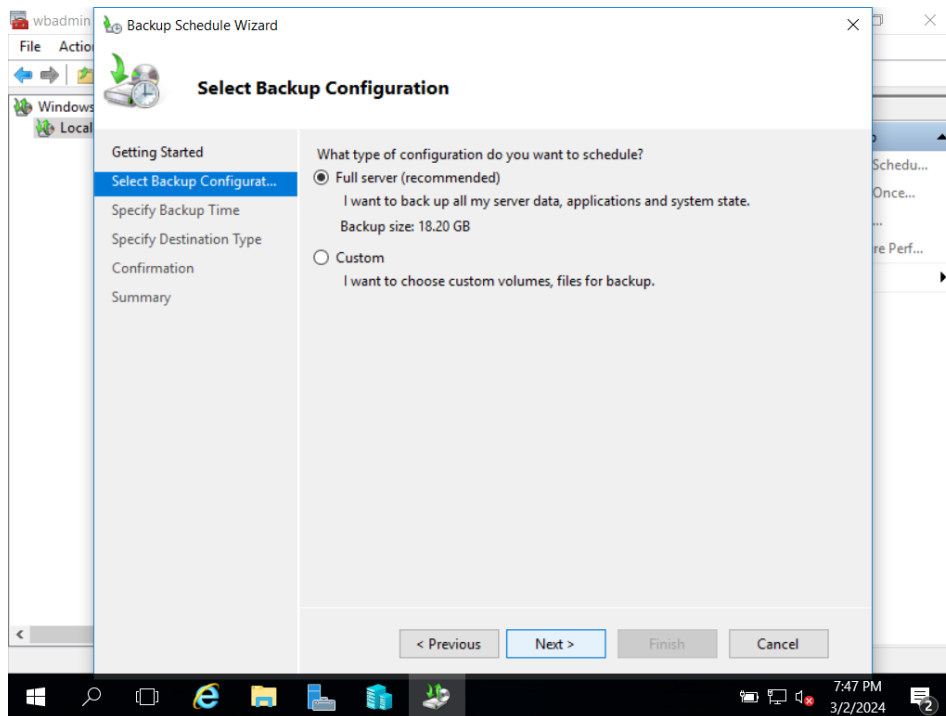 wbadmin
Backup Schedule Wizard
File Action
Select Backup Configuration
Windows
Local
Getting Started
Select Backup Configurat...
Specify Backup Time
Specify Destination Type
Confirmation
Summary
What type of configuration do you want to schedule?
Full server (recommended)
I want to back up all my server data, applications and system state.
Backup size: 18.20 GB
Custom
I want to choose custom volumes, files for backup.
Schedu...
Once...
...
re Perf...
< Previous
Next >
Finish
Cancel
7:47 PM
3/2/2024
2